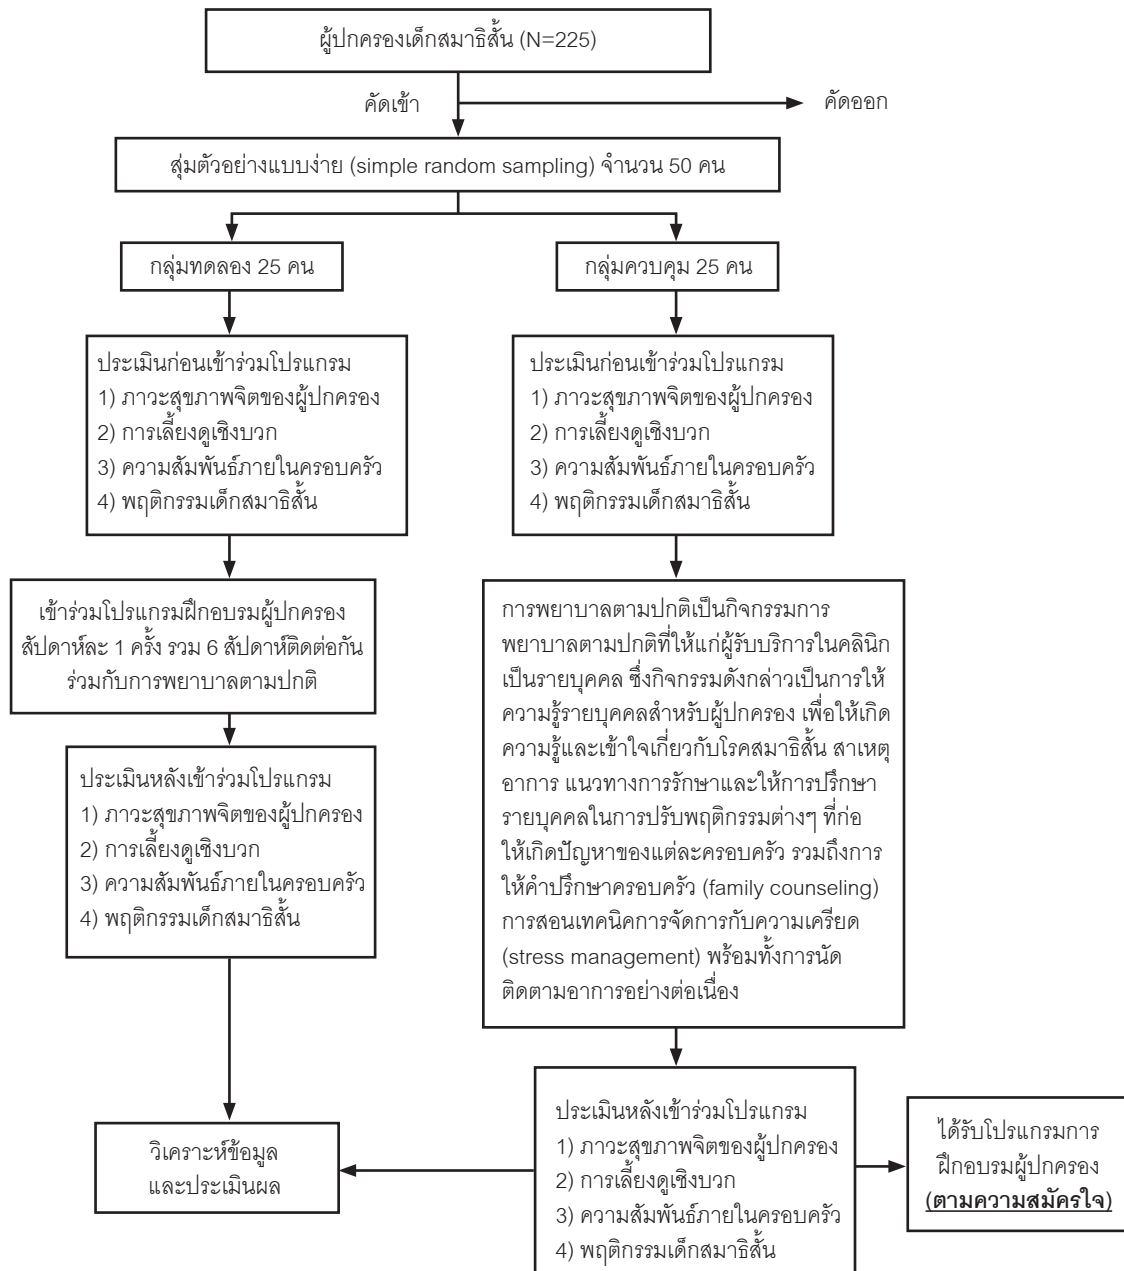 ผู้ปกครองเด็กสมาธิสั้น (N=225)
คัดเข้า
คัดออก
สุ่มตัวอย่างแบบง่าย (simple random sampling) จำนวน 50 คน
กลุ่มทดลอง 25 คน
กลุ่มควบคุม 25 คน
ประเมินก่อนเข้าร่วมโปรแกรม
1) ภาวะสุขภาพจิตของผู้ปกครอง
2) การเลี้ยงดูเชิงบวก
3) ความสัมพันธ์ภายในครอบครัว
4) พฤติกรรมเด็กสมาธิสั้น
ประเมินก่อนเข้าร่วมโปรแกรม
1) ภาวะสุขภาพจิตของผู้ปกครอง
2) การเลี้ยงดูเชิงบวก
3) ความสัมพันธ์ภายในครอบครัว
4) พฤติกรรมเด็กสมาธิสั้น
เข้าร่วมโปรแกรมฝึกอบรมผู้ปกครอง
สัปดาห์ละ 1 ครั้ง รวม 6 สัปดาห์ติดต่อกัน
ร่วมกับการพยาบาลตามปกติ
การพยาบาลตามปกติเป็นกิจกรรมการ
พยาบาลตามปกติที่ให้แก่ผู้รับบริการในคลินิก
เป็นรายบุคคล ซึ่งกิจกรรมดังกล่าวเป็นการให้
ความรู้รายบุคคลสำหรับผู้ปกครอง เพื่อให้เกิด
ความรู้และเข้าใจเกี่ยวกับโรคสมาธิสั้น สาเหตุ
อาการ แนวทางการรักษาและให้การปรึกษา
รายบุคคลในการปรับพฤติกรรมต่างๆ ที่ก่อ
ให้เกิดปัญหาของแต่ละครอบครัว รวมถึงการ
ให้คำปรึกษาครอบครัว (family counseling)
การสอนเทคนิคการจัดการกับความเครียด
(stress management) พร้อมทั้งการนัด
ติดตามอาการอย่างต่อเนื่อง
ประเมินหลังเข้าร่วมโปรแกรม
1) ภาวะสุขภาพจิตของผู้ปกครอง
2) การเลี้ยงดูเชิงบวก
3) ความสัมพันธ์ภายในครอบครัว
4) พฤติกรรมเด็กสมาธิสั้น
วิเคราะห์ข้อมูล
และประเมินผล
ประเมินหลังเข้าร่วมโปรแกรม
1) ภาวะสุขภาพจิตของผู้ปกครอง
2) การเลี้ยงดูเชิงบวก
3) ความสัมพันธ์ภายในครอบครัว
4) พฤติกรรมเด็กสมาธิสั้น
ได้รับโปรแกรมการ
ฝึกอบรมผู้ปกครอง
(ตามความสมัครใจ)